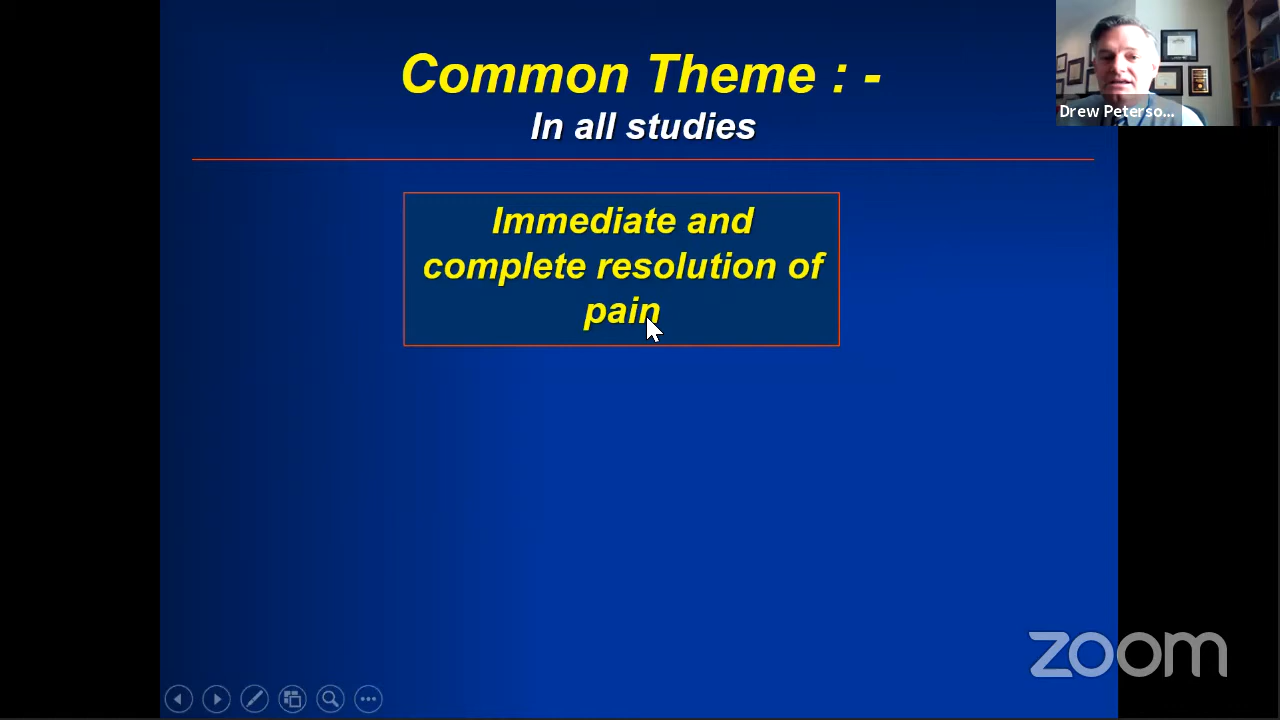 Common Theme : -
In all studies
Immediate and
complete resolution of
pain
Drew Peterso...
zoom